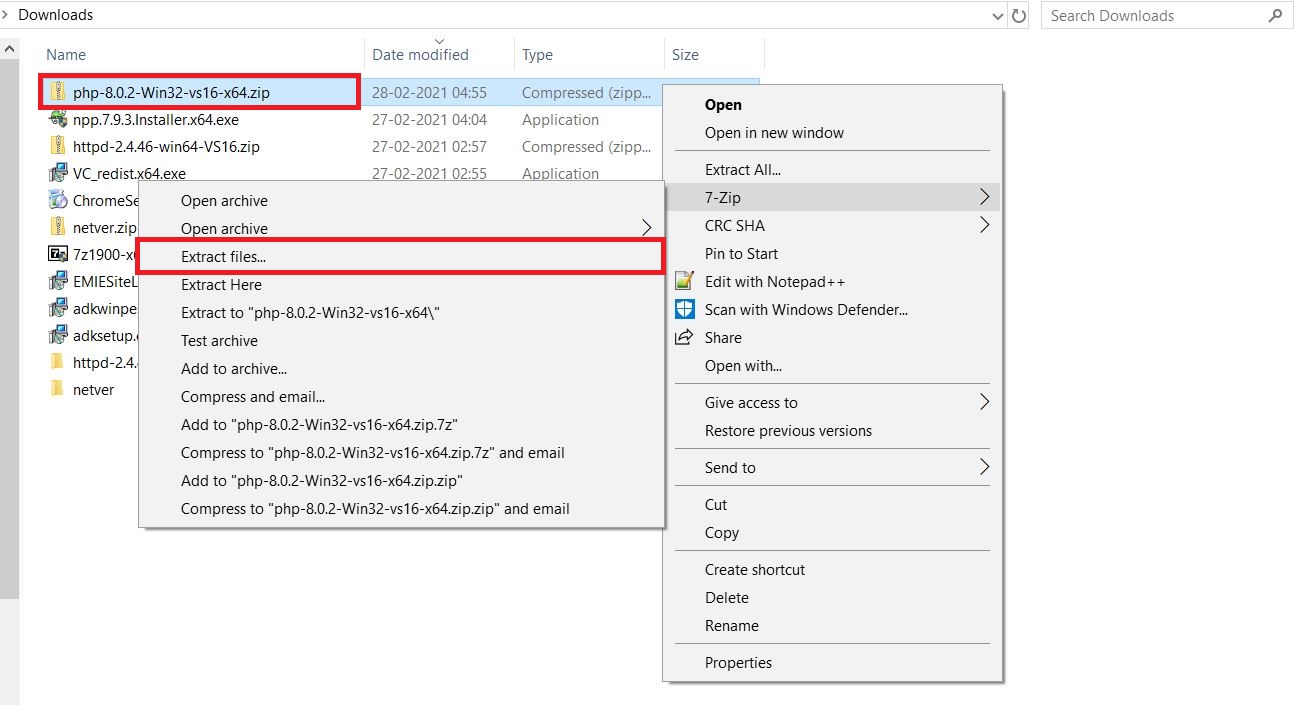 Downloads
Search Downloads
Name Date modified Type Size
php-8.0.2-Win32-vs16-x64.zip 28-02-2021 04:55 Compressed (zipp...
npp.7.9.3.Installer.x64.exe 27-02-2021 04:04 Application
httpd-2.4.46-win64-VS16.zip 27-02-2021 02:57 Compressed (zipp...
VC_redist.x64.exe 27-02-2021 02:55 Application
ChromeSe
netver.zip
7z1900-x
EMIESiteL
adkwinpe
adksetup.
httpd-2.4.
netver
Open archive
Open archive
Extract files...
Extract Here
Extract to "php-8.0.2-Win32-vs16-x64\"
Test archive
Add to archive...
Compress and email...
Add to "php-8.0.2-Win32-vs16-x64.zip.7z"
Compress to "php-8.0.2-Win32-vs16-x64.zip.7z" and email
Add to "php-8.0.2-Win32-vs16-x64.zip.zip"
Compress to "php-8.0.2-Win32-vs16-x64.zip.zip" and email
Open
Open in new window
Extract All...
7-Zip
CRC SHA
Pin to Start
Edit with Notepad++
Scan with Windows Defender...
Share
Open with...
Give access to
Restore previous versions
Send to
Cut
Copy
Create shortcut
Delete
Rename
Properties